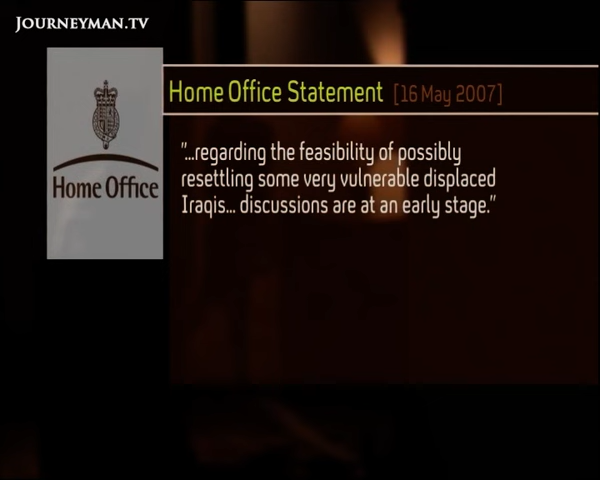 JOURNEYMAN.TV
Home Office Statement [16 May 2007]
Home Office
"...regarding the feasibility of possibly
resettling some very vulnerable displaced
Iraqis... discussions are at an early stage."